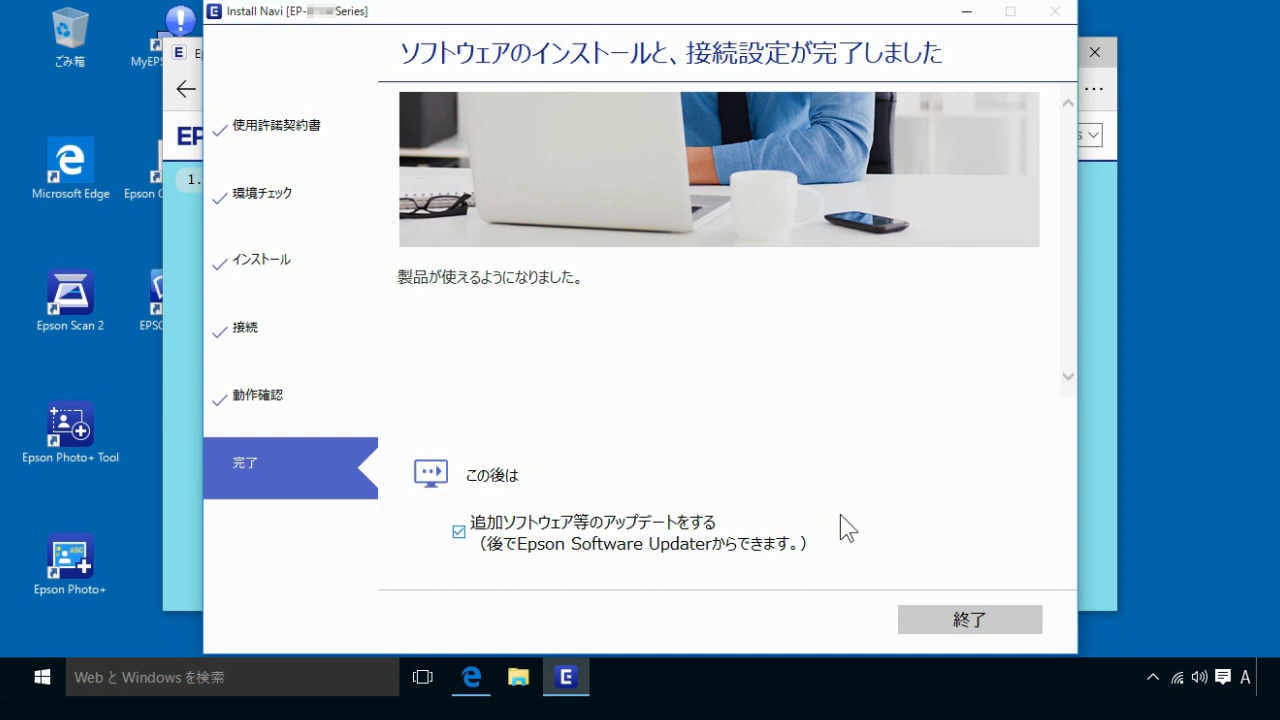 Install Navi [EP- Series]
ごみ箱
Microsoft Edge
Epson Scan 2
Epson Photo+ Tool
Epson Photo+
EP
1.
使用許諾契約書
環境チェック
インストール
接続
動作確認
完了
ソフトウェアのインストールと、接続設定が完了しました
製品が使えるようになりました。
この後は
追加ソフトウェア等のアップデートをする
（後でEpson Software Updaterからできます。）
終了
Web と Windows を検索
A